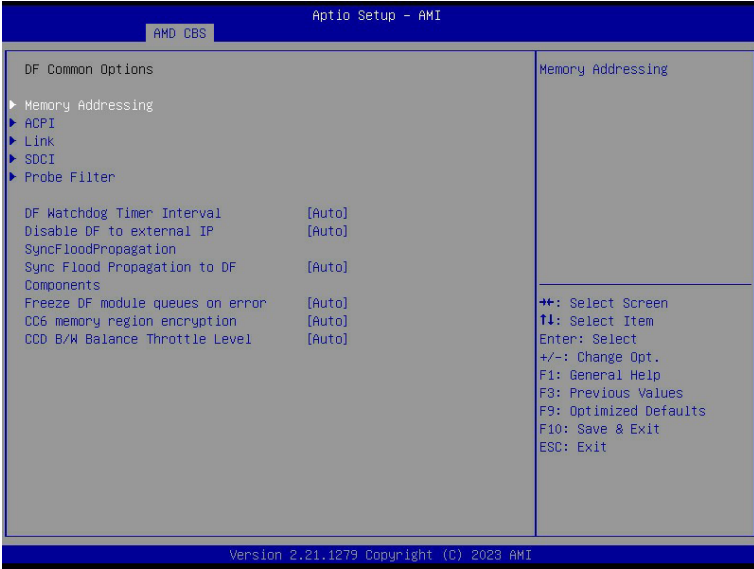 Aptio Setup – AMI
AMD CBS
DF Common Options
Memory Addressing
ACPI
Link
SDCI
Probe Filter
DF Watchdog Timer Interval [Auto]
Disable DF to external IP [Auto]
SyncFloodPropagation
Sync Flood Propagation to DF [Auto]
Components
Freeze DF module queues on error [Auto]
CC6 memory region encryption [Auto]
CCD B/W Balance Throttle Level [Auto]
Memory Addressing
→←: Select Screen
↑↓: Select Item
Enter: Select
+/-: Change Opt.
F1: General Help
F3: Previous Values
F9: Optimized Defaults
F10: Save & Exit
ESC: Exit
Version 2.21.1279 Copyright (C) 2023 AMI